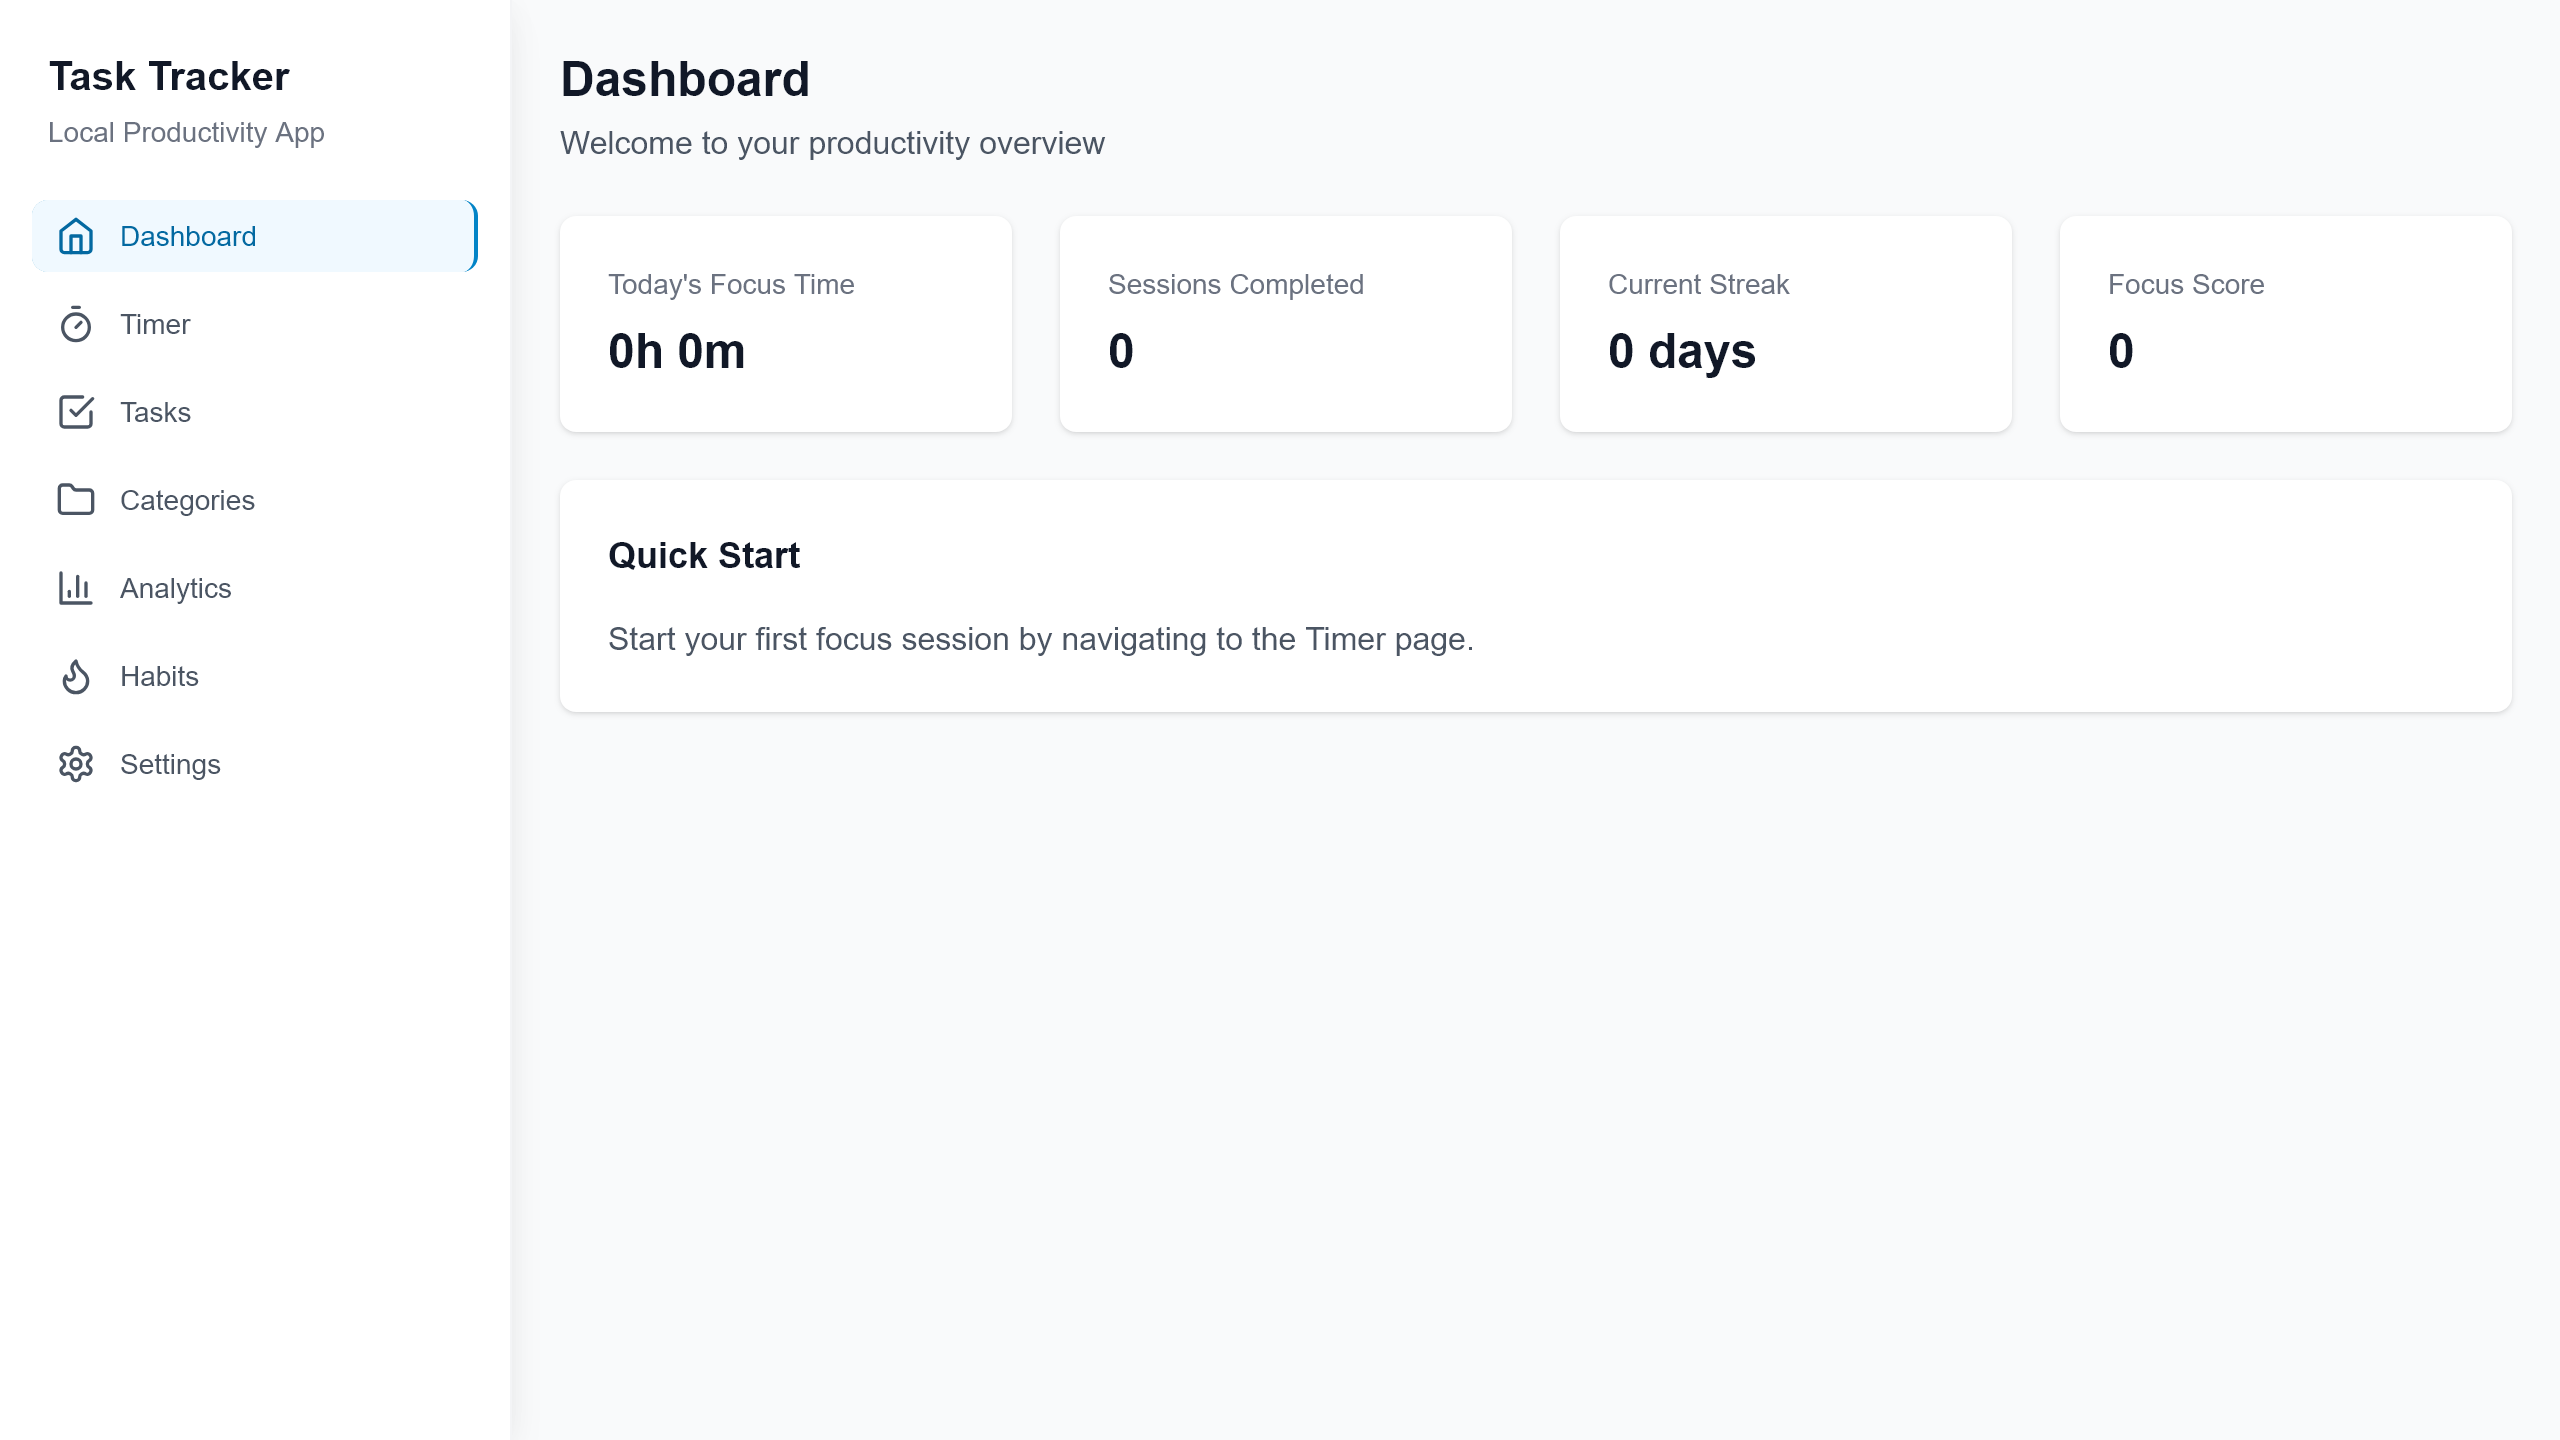 Task Tracker
Local Productivity App
Dashboard
Timer
Tasks
Categories
Analytics
Habits
Settings
Dashboard
Welcome to your productivity overview
Today's Focus Time
0h 0m
Sessions Completed
0
Current Streak
0 days
Focus Score
0
Quick Start
Start your first focus session by navigating to the Timer page.